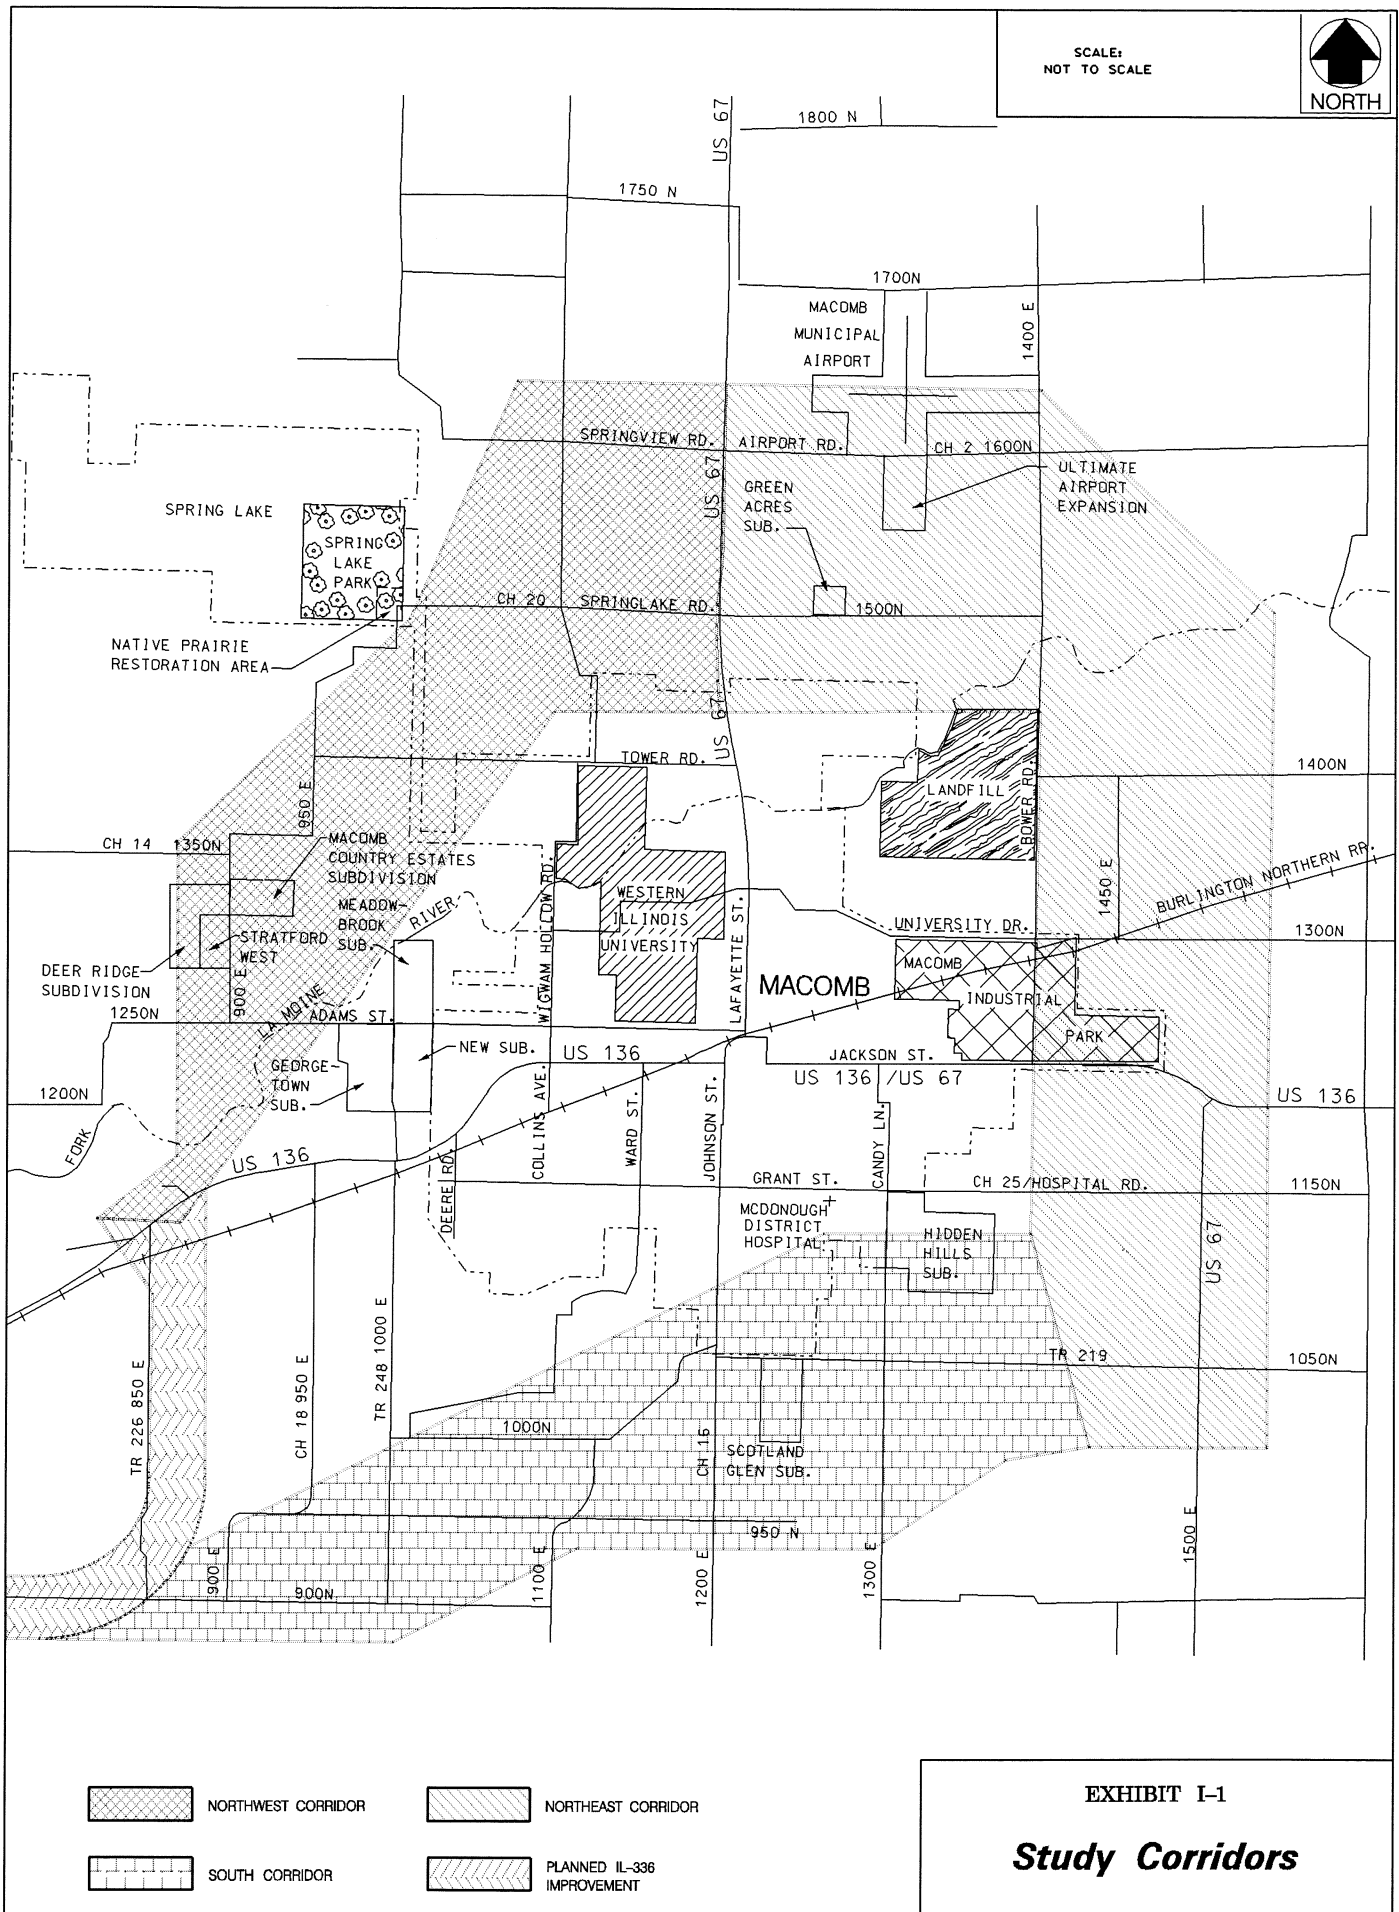 SCALE:
NOT TO SCALE
NORTH
US 67
1800 N
1750 N
1700N
MACOMB
MUNICIPAL
AIRPORT
1400 E
SPRINGVIEW RD.
AIRPORT RD.
CH 2 1600N
US 67
ULTIMATE
AIRPORT
EXPANSION
GREEN
ACRES
SUB.
SPRING LAKE
SPRING
LAKE
PARK
CH 20
SPRINGLAKE RD.
1500N
NATIVE PRAIRIE
RESTORATION AREA
US 67
TOWER RD.
1400N
LANDFILL
BOWER RD.
950 E
CH 14 1350N
MACOMB
COUNTRY ESTATES
SUBDIVISION
MEADOW-
BROOK
SUB.
RIVER
WIGWAM HOLLOW RD.
WESTERN
ILLINOIS
UNIVERSITY
LAFAYETTE ST.
1450 E
BURLINGTON NORTHERN RR.
UNIVERSITY DR.
1300N
STRATFORD
WEST
DEER RIDGE
SUBDIVISION
900 E
LA MOINE
MACOMB
MACOMB
INDUSTRIAL
PARK
1250N
ADAMS ST.
NEW SUB.
US 136
JACKSON ST.
US 136 / US 67
GEORGE-
TOWN
SUB.
1200N
US 136
FORK
US 136
COLLINS AVE.
WARD ST.
JOHNSON ST.
CANDY LN.
DEERE RD.
GRANT ST.
CH 25/HOSPITAL RD.
1150N
MCDONOUGH
DISTRICT
HOSPITAL
HIDDEN
HILLS
SUB.
US 67
TR 226 850 E
CH 18 950 E
TR 248 1000 E
TR 219
1050N
1000N
CH 16
SCOTLAND
GLEN SUB.
950 N
900 E
900N
1100 E
1200 E
1300 E
1500 E
NORTHWEST CORRIDOR
NORTHEAST CORRIDOR
SOUTH CORRIDOR
PLANNED IL-336
IMPROVEMENT
EXHIBIT I-1
Study Corridors